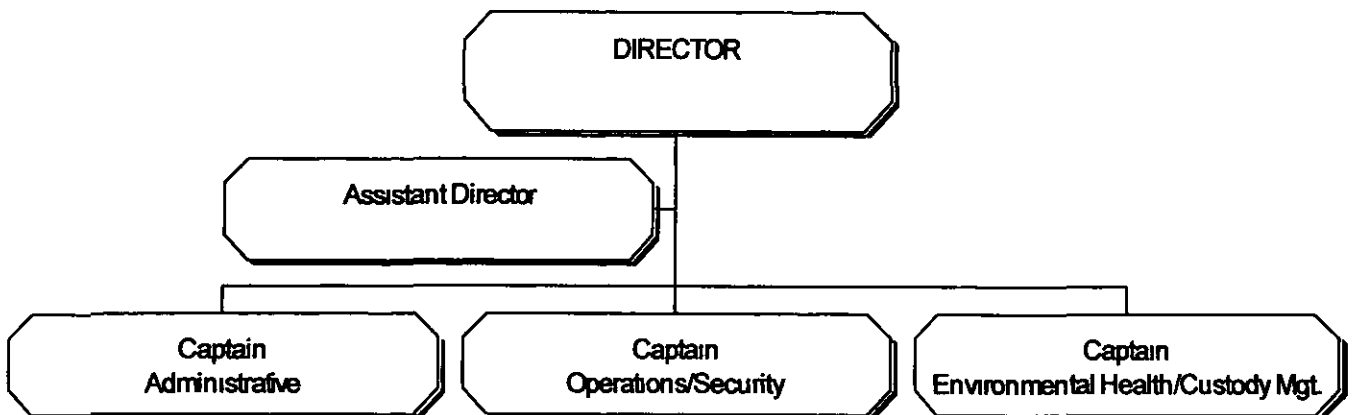 DIRECTOR
Assistant Director
Captain
Administrative
Captain
Operations/Security
Captain
Environmental Health/Custody Mgt.